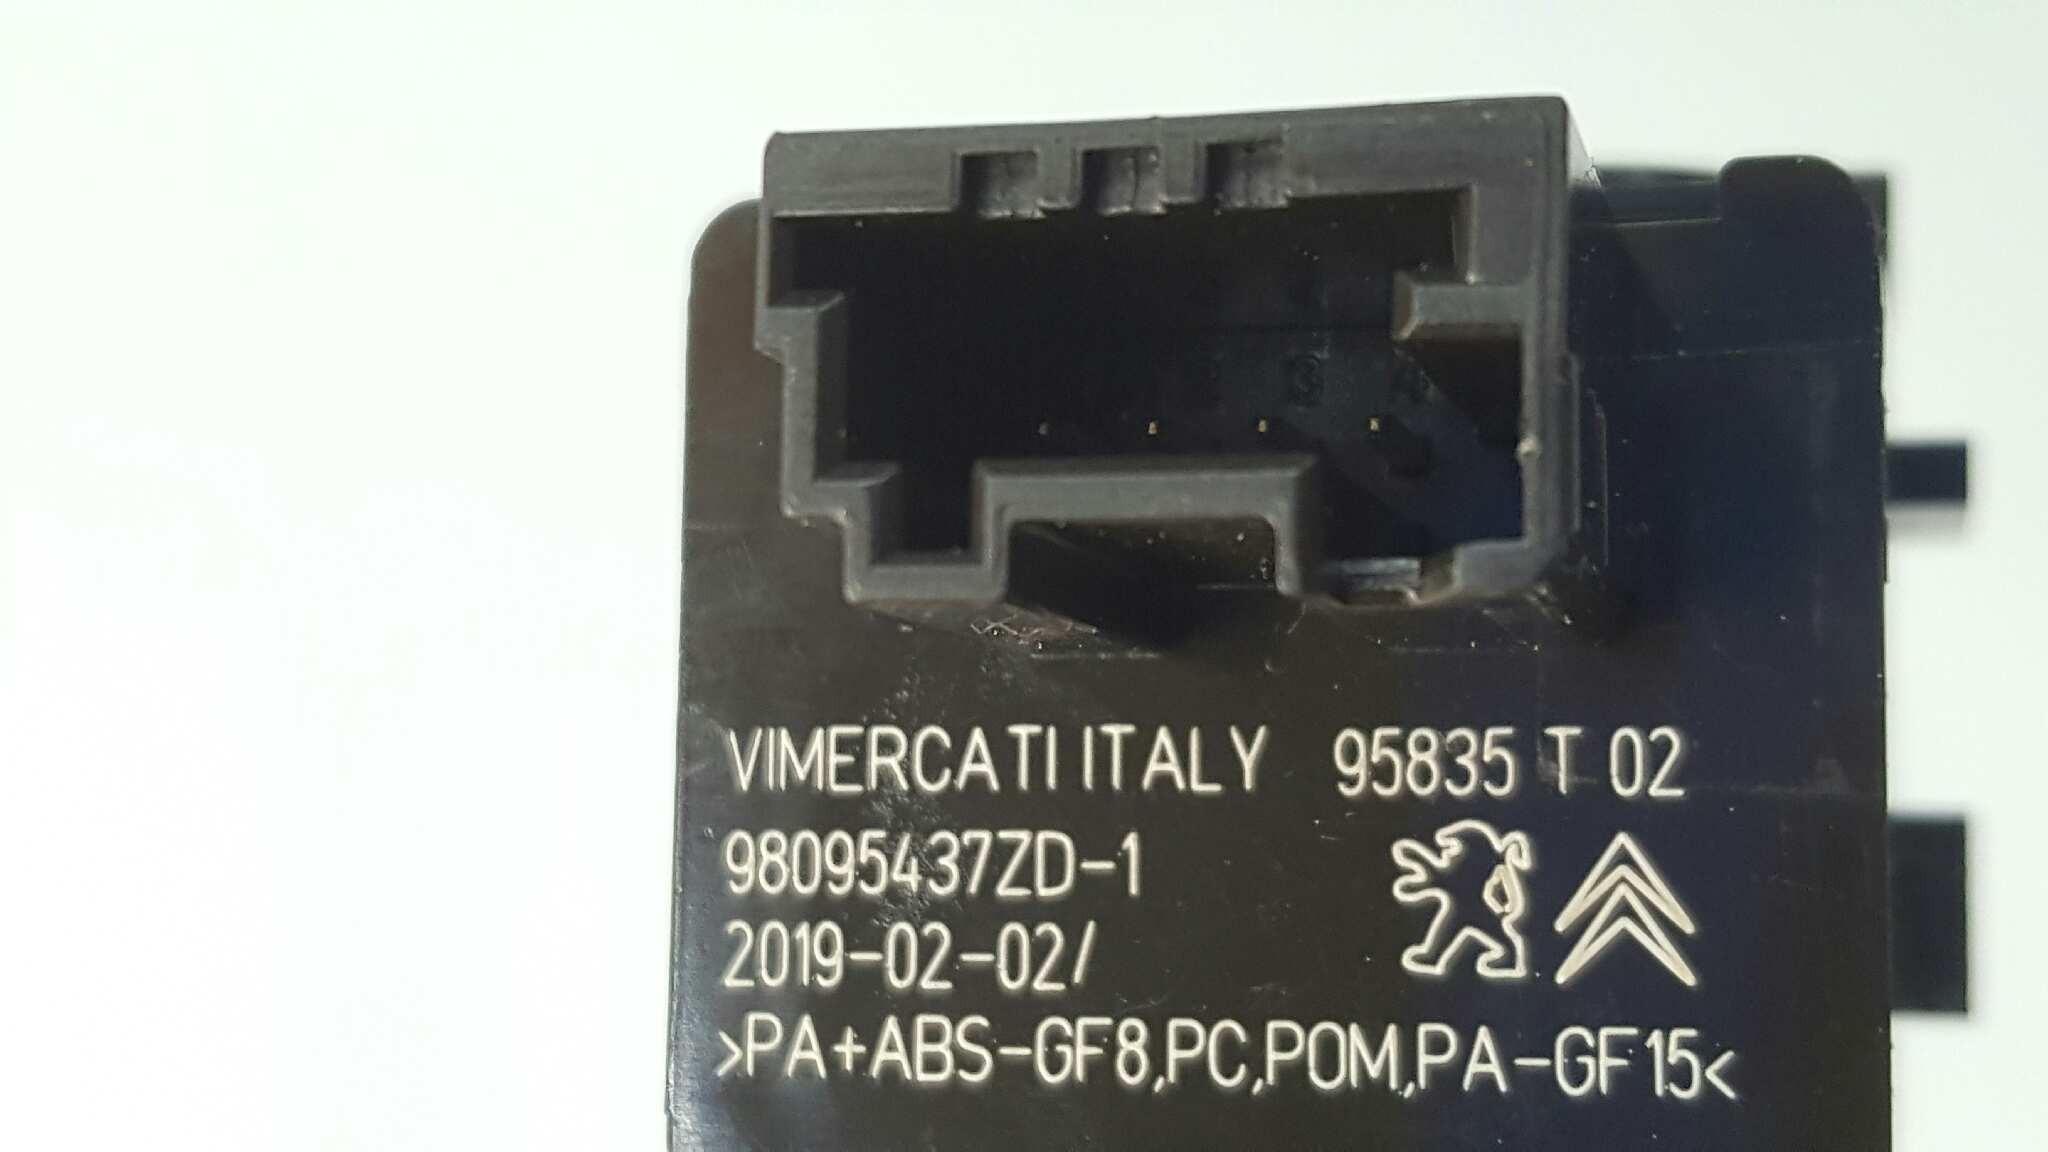 VIMERCATI ITALY 95835 T 02
98095437ZD-1
2019-02-02/
>PA+ABS-GF8,PC,POM,,PA-GF15<